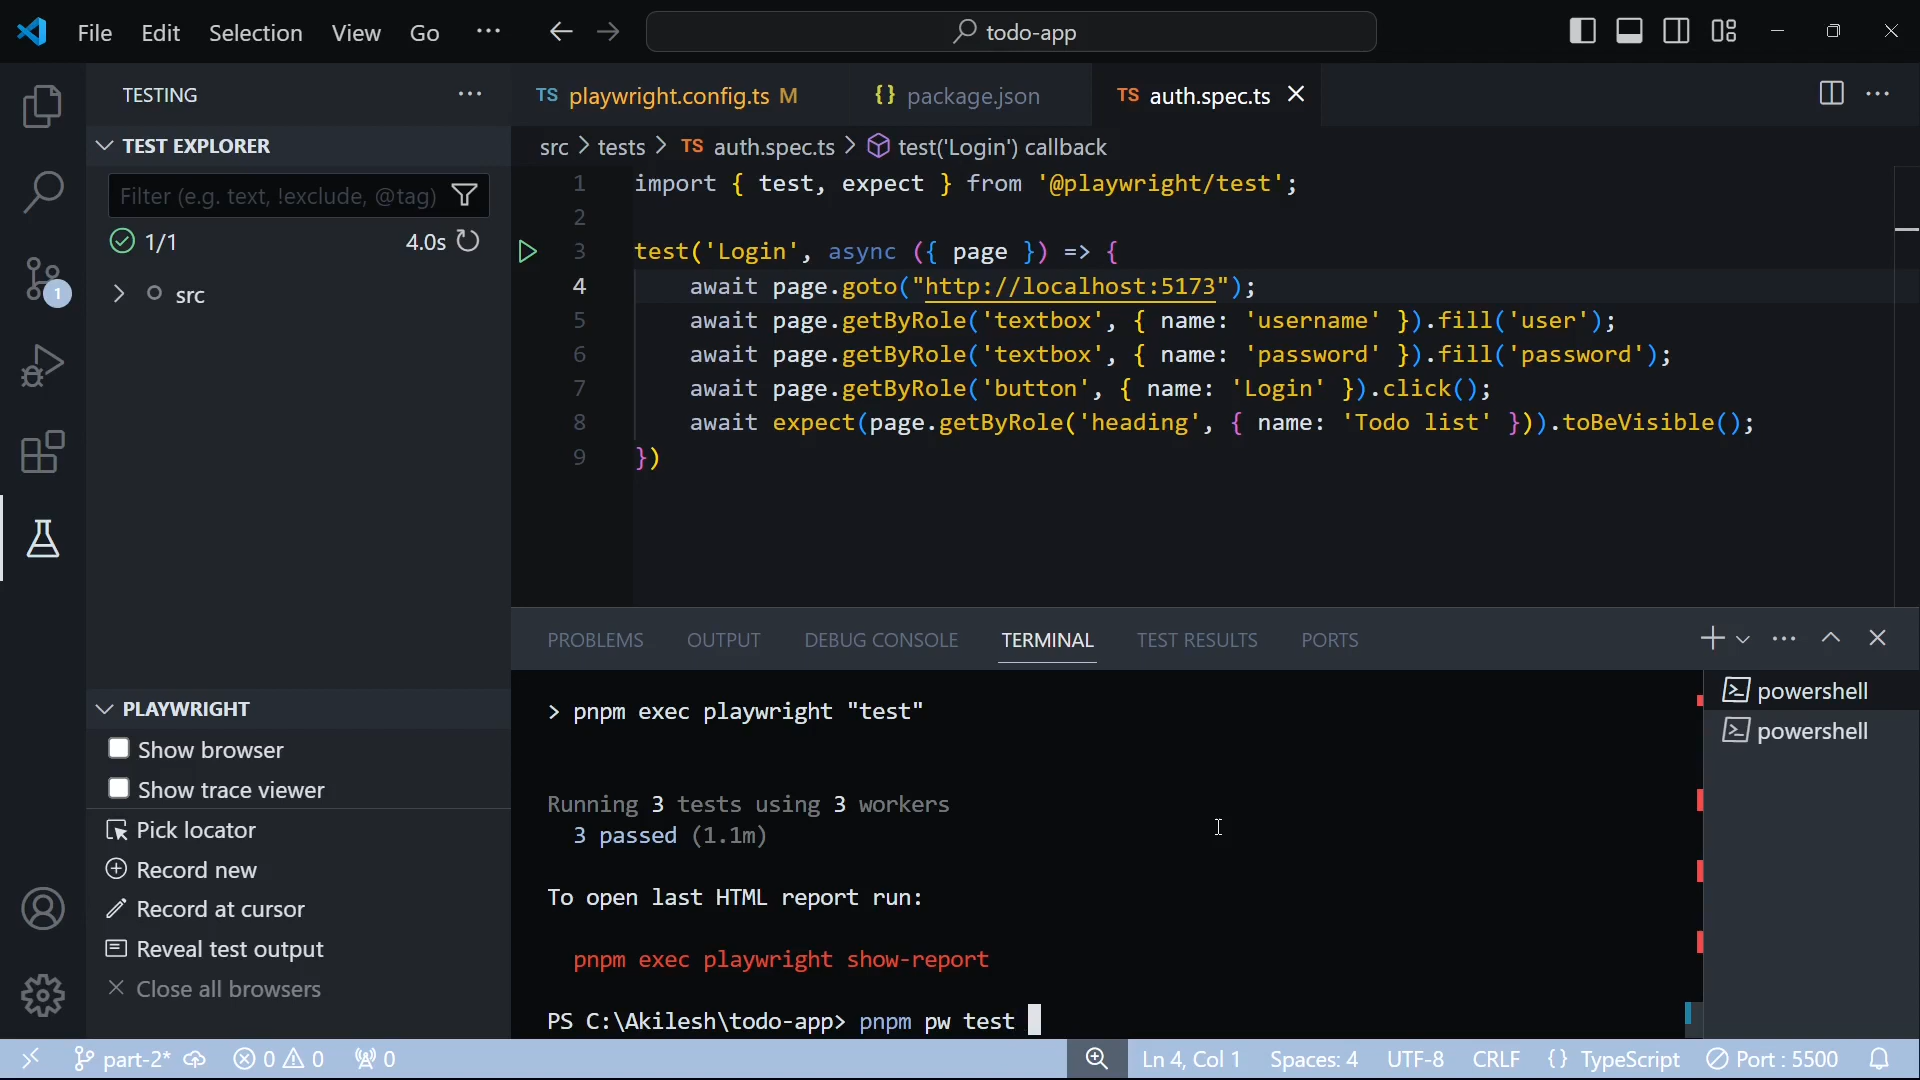 File Edit Selection View Go ··· todo-app
TESTING ···
TEST EXPLORER
Filter (e.g. text, !exclude, @tag)
1/1 4.0s
src
PLAYWRIGHT
Show browser
Show trace viewer
Pick locator
Record new
Record at cursor
Reveal test output
Close all browsers
TS playwright.config.ts M {} package.json TS auth.spec.ts
src > tests > TS auth.spec.ts > test('Login') callback
1 import { test, expect } from '@playwright/test';
2
3 test('Login', async ({ page }) => {
4 await page.goto("http://localhost:5173");
5 await page.getByRole('textbox', { name: 'username' }).fill('user');
6 await page.getByRole('textbox', { name: 'password' }).fill('password');
7 await page.getByRole('button', { name: 'Login' }).click();
8 await expect(page.getByRole('heading', { name: 'Todo list' })).toBeVisible();
9 })
PROBLEMS OUTPUT DEBUG CONSOLE TERMINAL TEST RESULTS PORTS
> pnpm exec playwright "test"
Running 3 tests using 3 workers
3 passed (1.1m)
To open last HTML report run:
pnpm exec playwright show-report
PS C:\Akilesh\todo-app> pnpm pw test
powershell
powershell
1
part-2* 0 0 0 Ln 4, Col 1 Spaces: 4 UTF-8 CRLF {} TypeScript Port : 5500